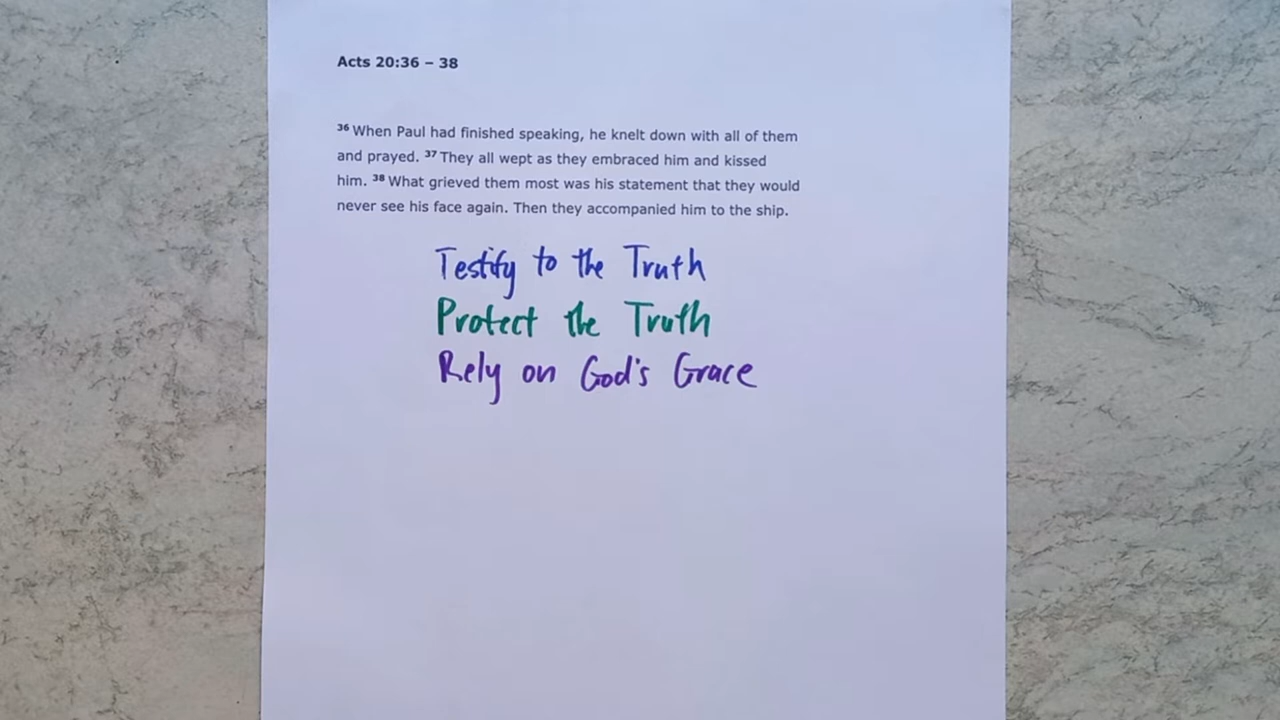 Acts 20:36 – 38
36 When Paul had finished speaking, he knelt down with all of them
and prayed. 37 They all wept as they embraced him and kissed
him. 38 What grieved them most was his statement that they would
never see his face again. Then they accompanied him to the ship.
Testify to the Truth
Protect the Truth
Rely on God's Grace